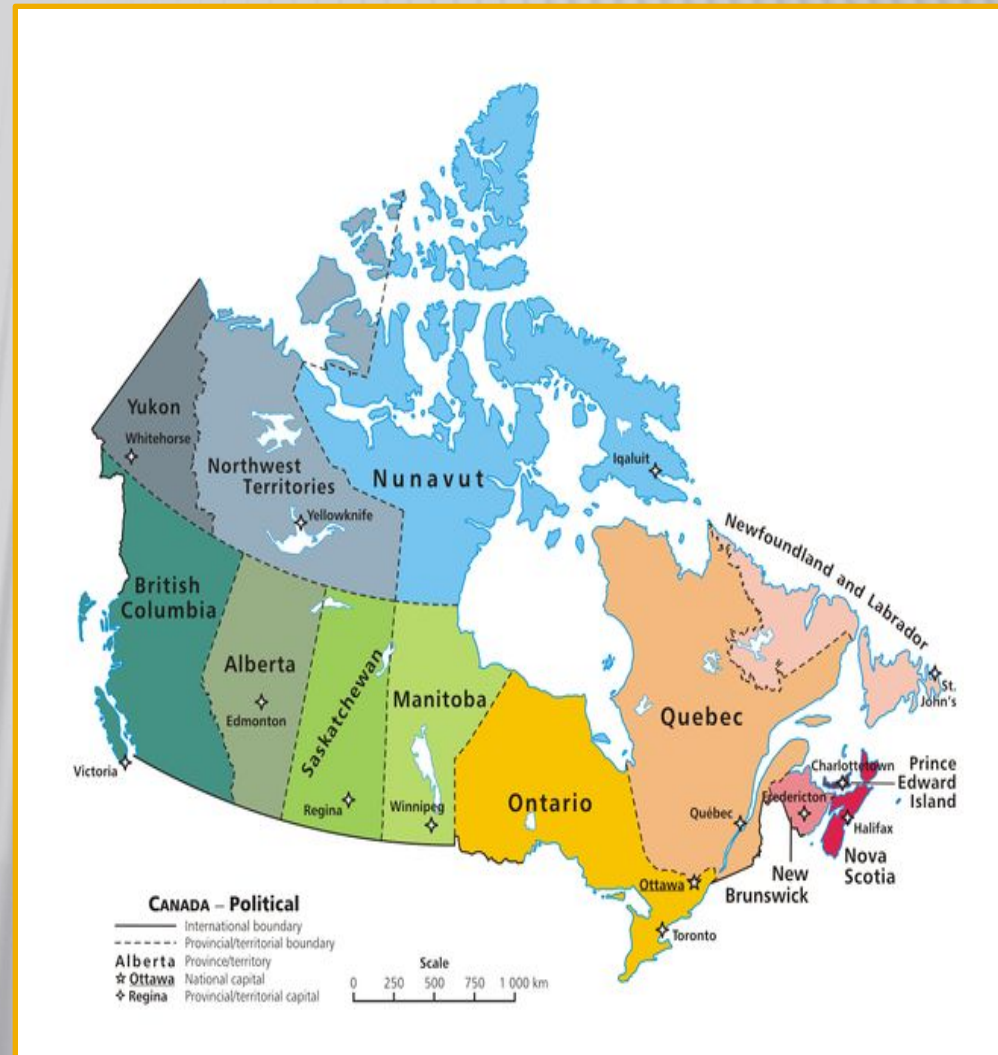 Yukon
Whitehorse
Northwest
Territories
Yellowknife
Nunavut
Iqaluit
Newfoundland and Labrador
British
Columbia
Alberta
Edmonton
Saskatchewan
Manitoba
Quebec
St.
John's
Victoria
Regina
Winnipeg
Ontario
Québec
Charlottetown
Prince
Edward
Island
Fredericton
Halifax
Nova
Scotia
New
Brunswick
Ottawa
Toronto
CANADA – Political
International boundary
Provincial/territorial boundary
Alberta Province/territory
Ottawa National capital
Regina Provincial/territorial capital
Scale
0 250 500 750 1 000 km